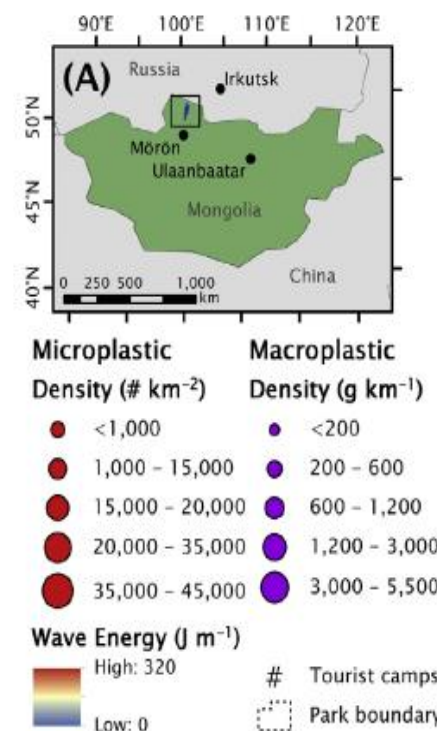 90°E 100°E 110°E 120°E
(A)
Russia
Irkutsk
50°N
Mörön
Ulaanbaatar
45°N
Mongolia
China
40°N
0 250 500 1,000
km
Microplastic Macroplastic
Density (# km⁻²) Density (g km⁻¹)
<1,000 <200
1,000 – 15,000 200 – 600
15,000 – 20,000 600 – 1,200
20,000 – 35,000 1,200 – 3,000
35,000 – 45,000 3,000 – 5,500
Wave Energy (J m⁻¹)
High: 320
# Tourist camps
Park boundary
Low: 0